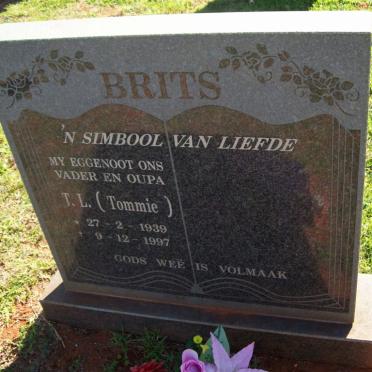 BRITS
'N SIMBOOL VAN LIEFDE
MY EGGENOOT ONS
VADER EN OUPA
T.L. (Tommie)
* 27-2-1939
† 9-12-1997
GODS WEË IS VOLMAAK